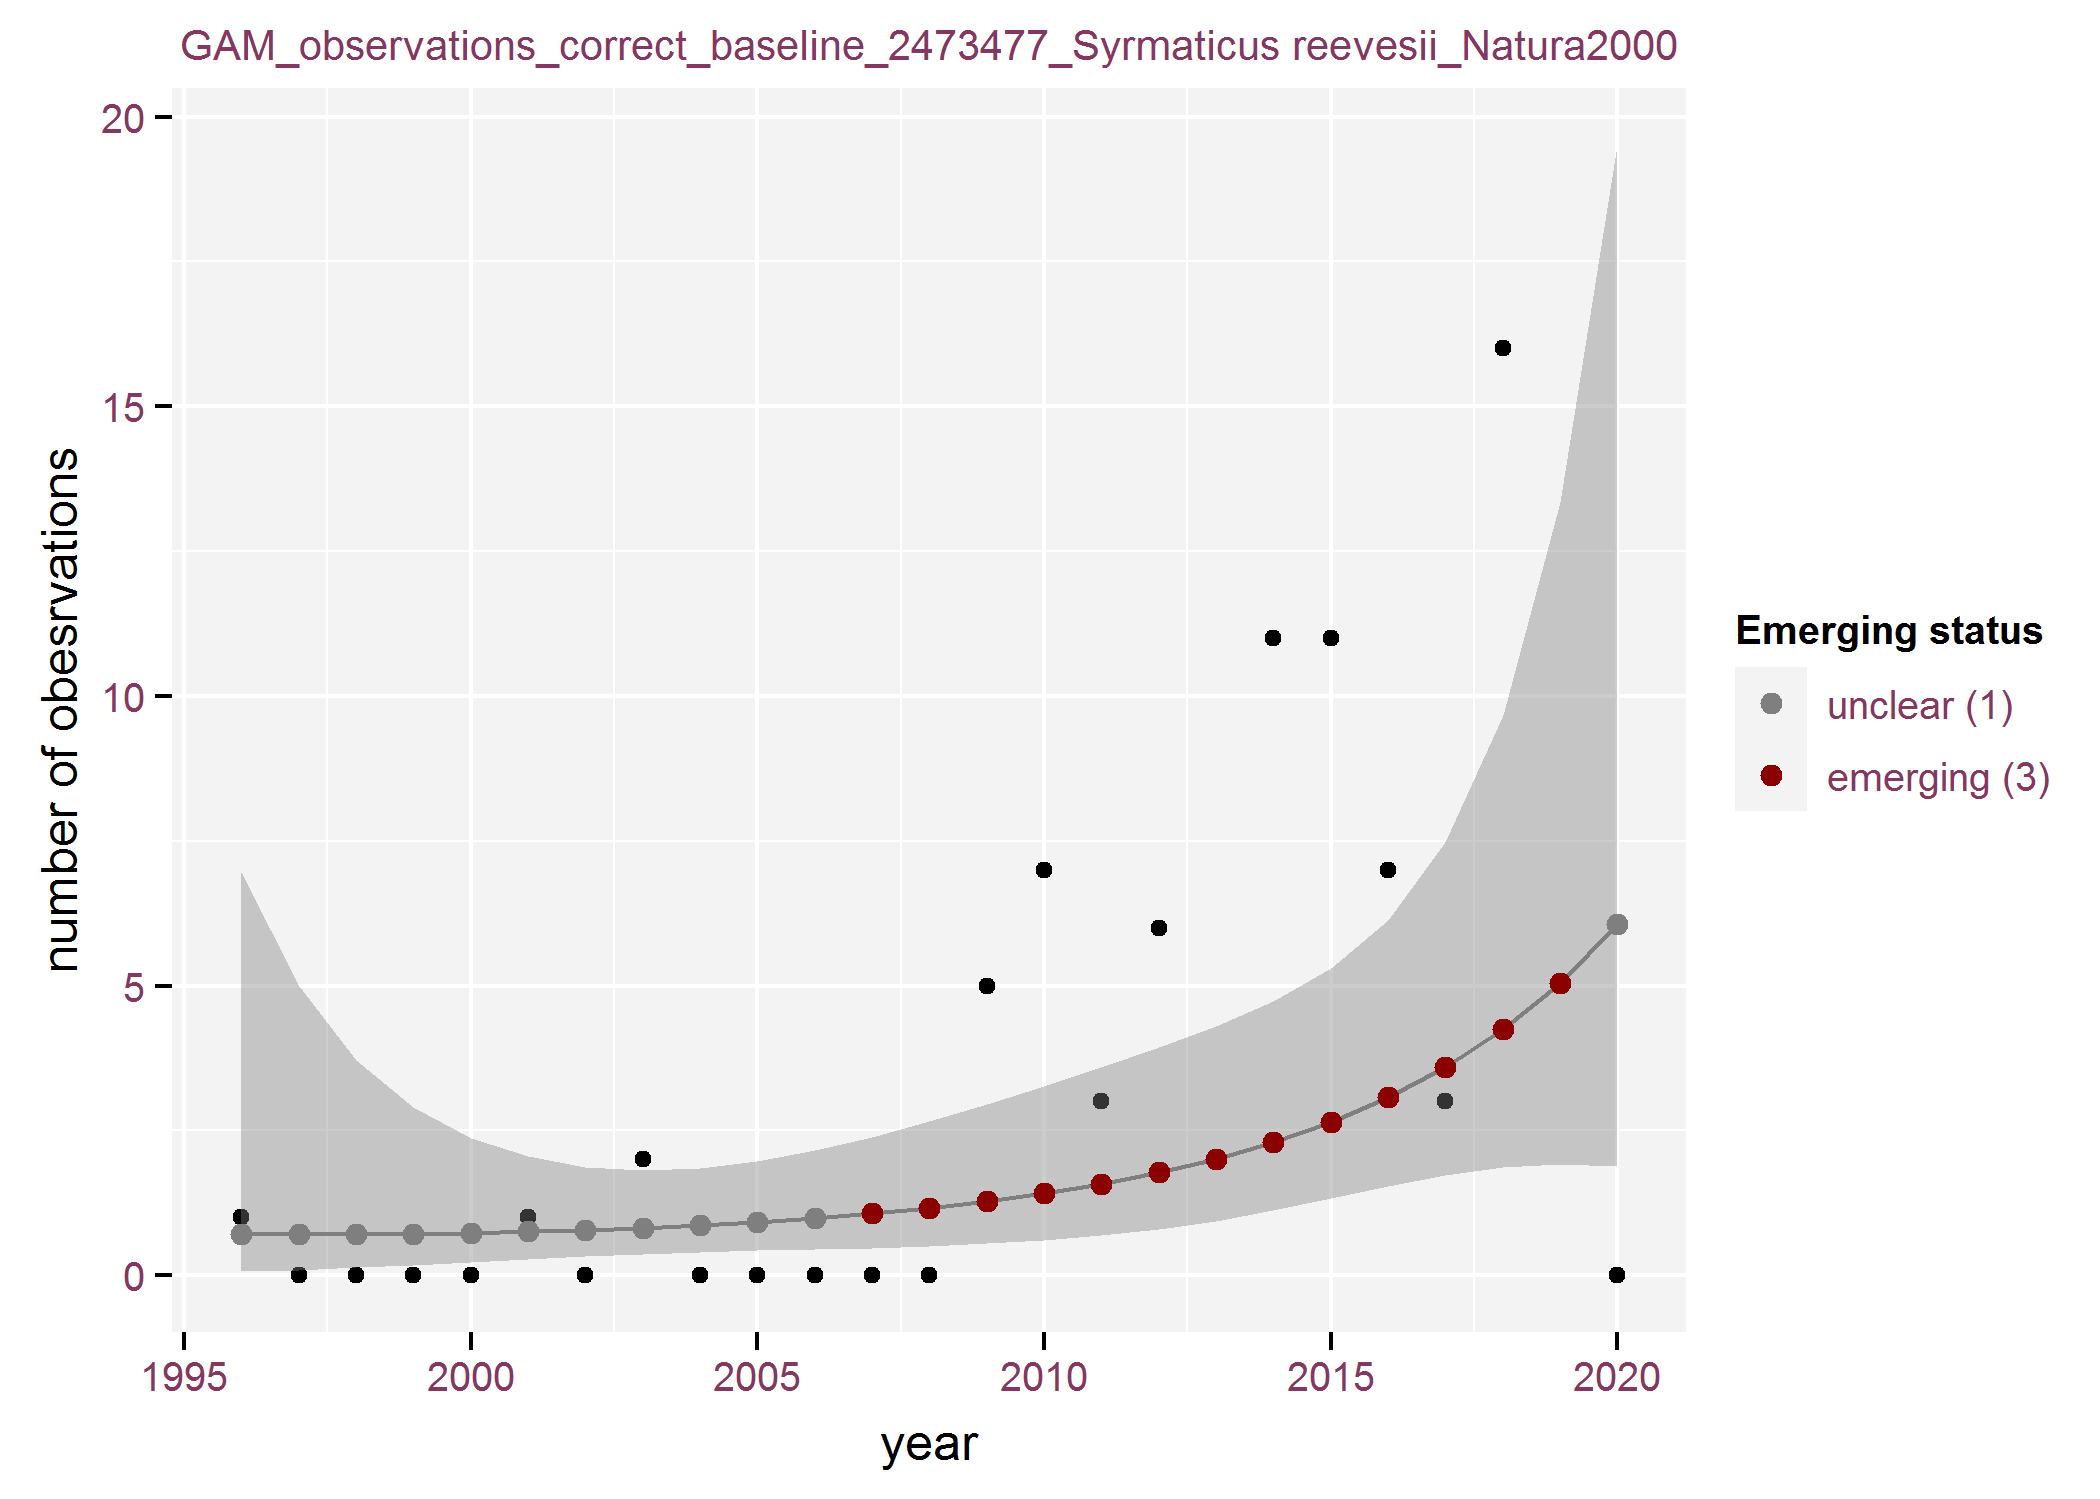 GAM_observations_correct_baseline_2473477_Syrmaticus reevesii_Natura2000
20
15
10
5
0
number of obesrvations
1995
2000
2005
2010
2015
2020
year
Emerging status
unclear (1)
emerging (3)